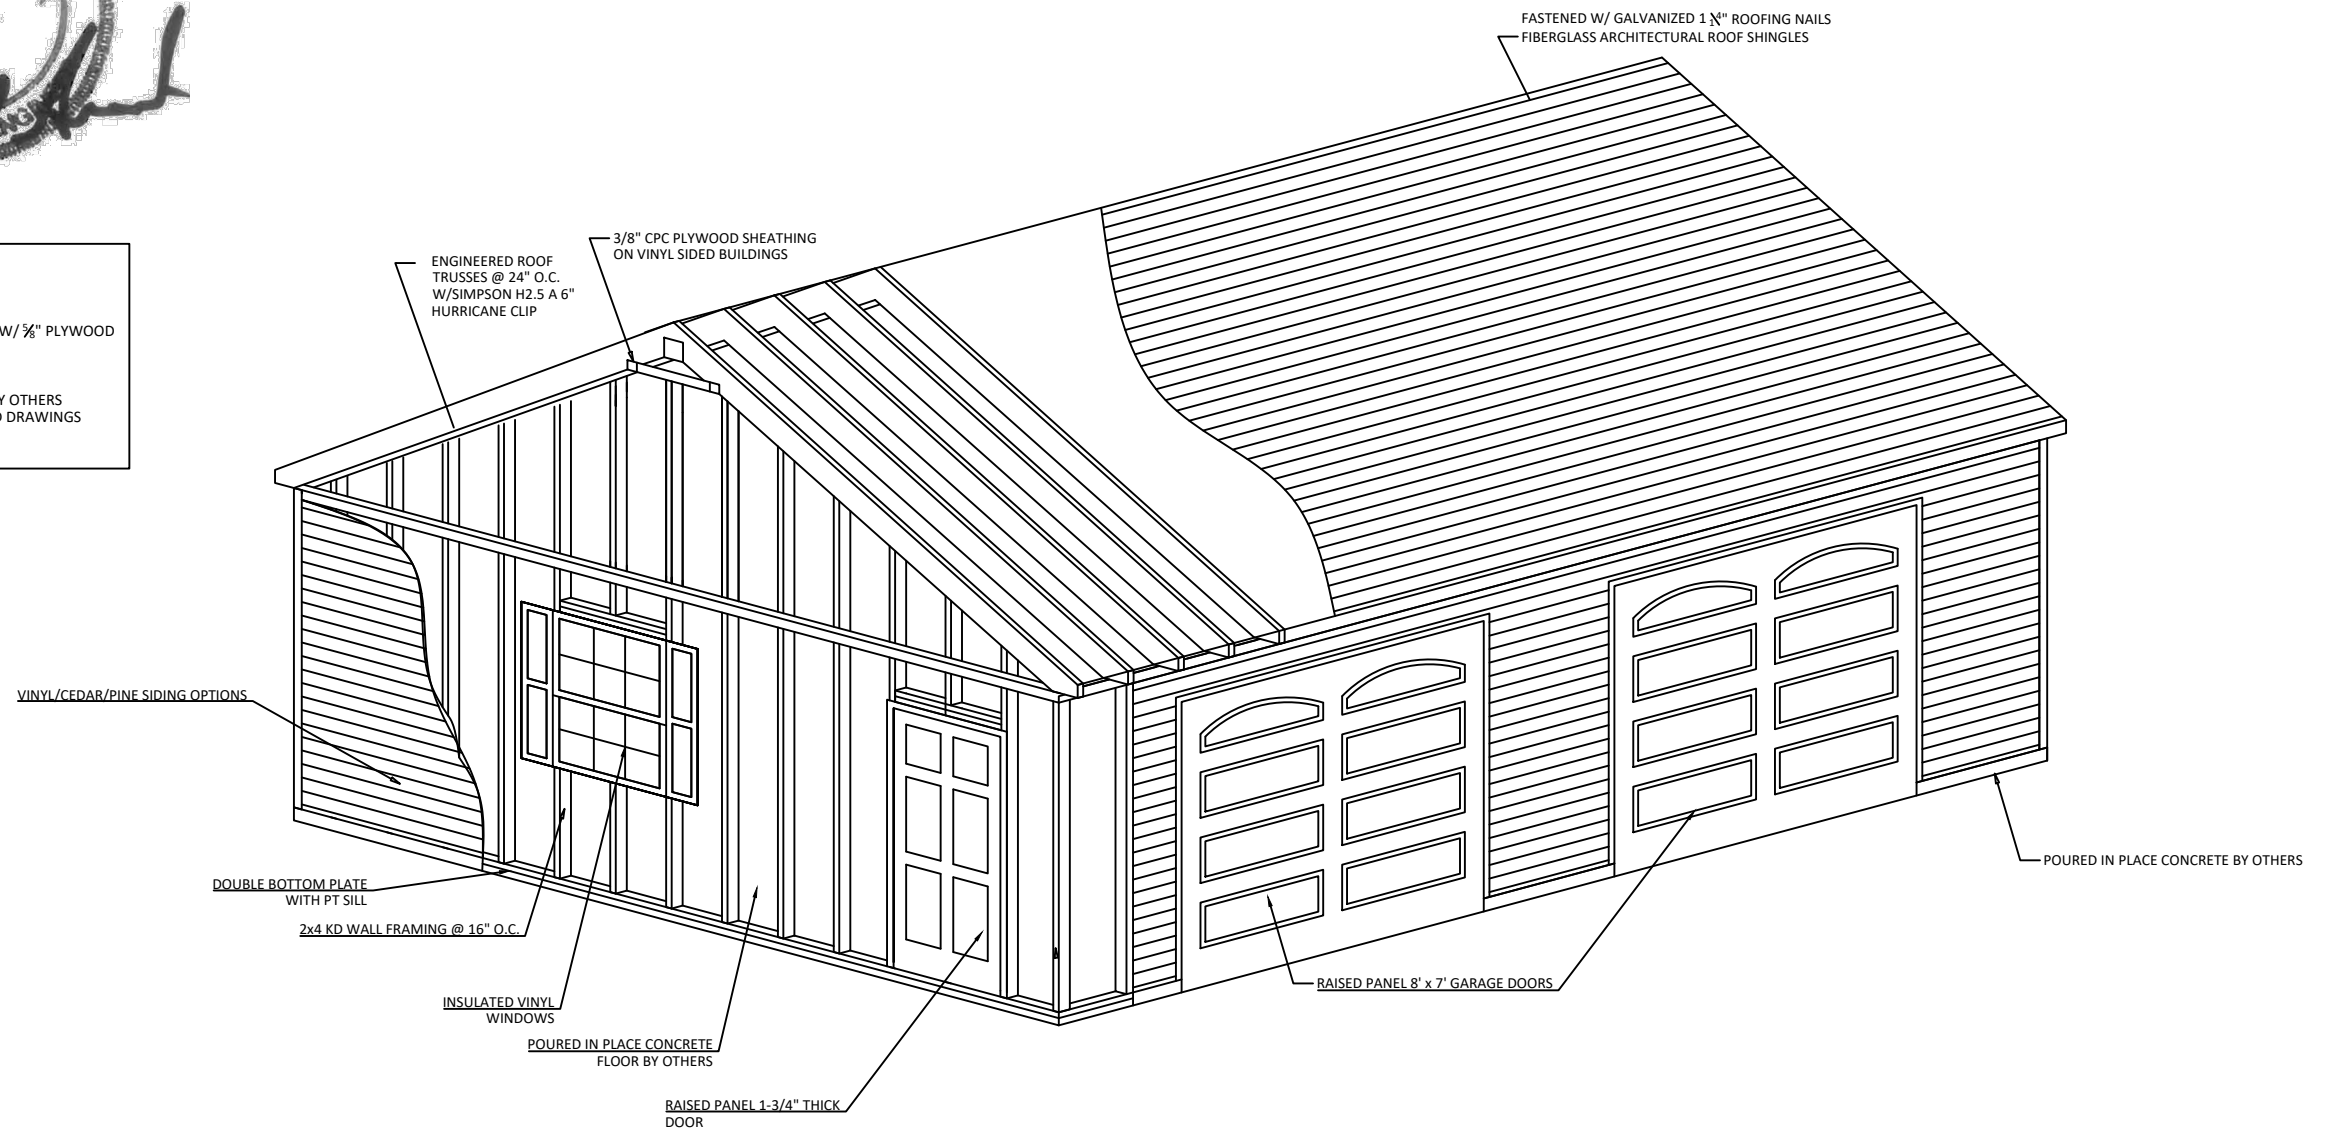 FASTENED W/ GALVANIZED 1 ¼" ROOFING NAILS
FIBERGLASS ARCHITECTURAL ROOF SHINGLES
3/8" CPC PLYWOOD SHEATHING
ON VINYL SIDED BUILDINGS
ENGINEERED ROOF
TRUSSES @ 24" O.C.
W/SIMPSON H2.5 A 6"
HURRICANE CLIP
W/ ⅝" PLYWOOD
OTHERS
DRAWINGS
VINYL/CEDAR/PINE SIDING OPTIONS
DOUBLE BOTTOM PLATE
WITH PT SILL
2x4 KD WALL FRAMING @ 16" O.C.
INSULATED VINYL
WINDOWS
POURED IN PLACE CONCRETE
FLOOR BY OTHERS
RAISED PANEL 1-3/4" THICK
DOOR
RAISED PANEL 8' x 7' GARAGE DOORS
POURED IN PLACE CONCRETE BY OTHERS